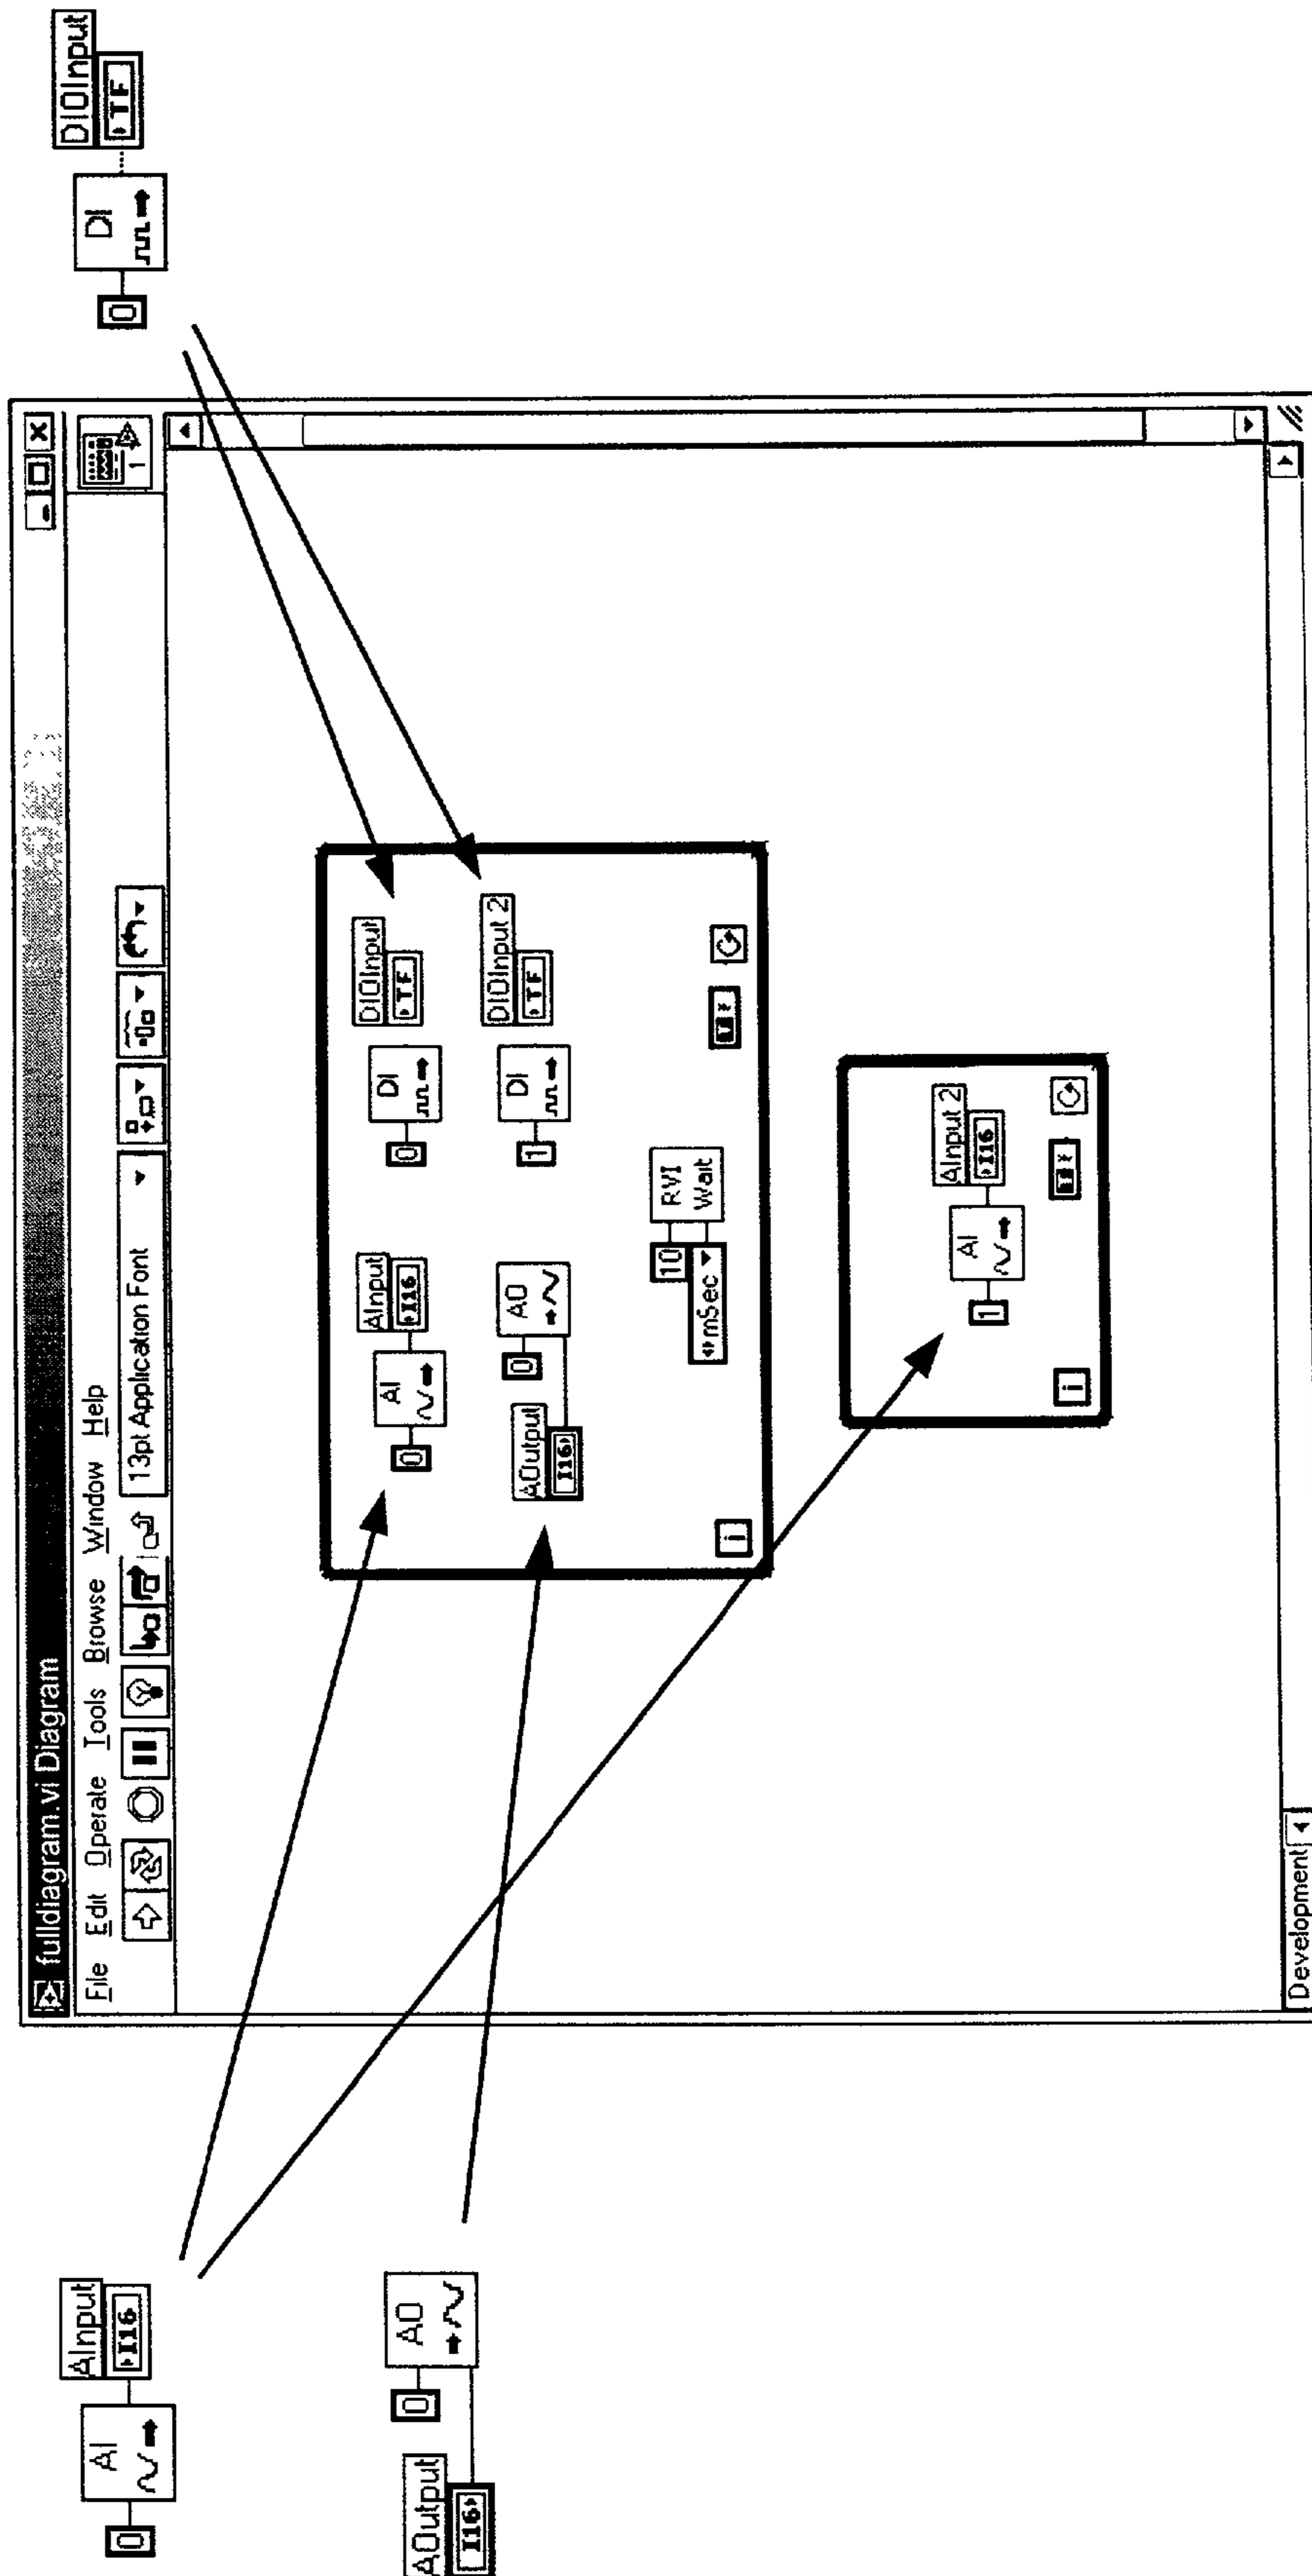 AInput
0 AI I16
AOutput
0 AO
I16
DIOInput
0 DI TF
fulldiagram.vi Diagram
File Edit Operate Tools Browse Window Help
13pt Application Font
1
AInput
0 AI I16
DIOInput
0 DI TF
AOutput
0 AO
I16
DIOInput 2
1 DI TF
10 RVI
mSec Wait
i
AInput 2
1 AI I16
i
Development